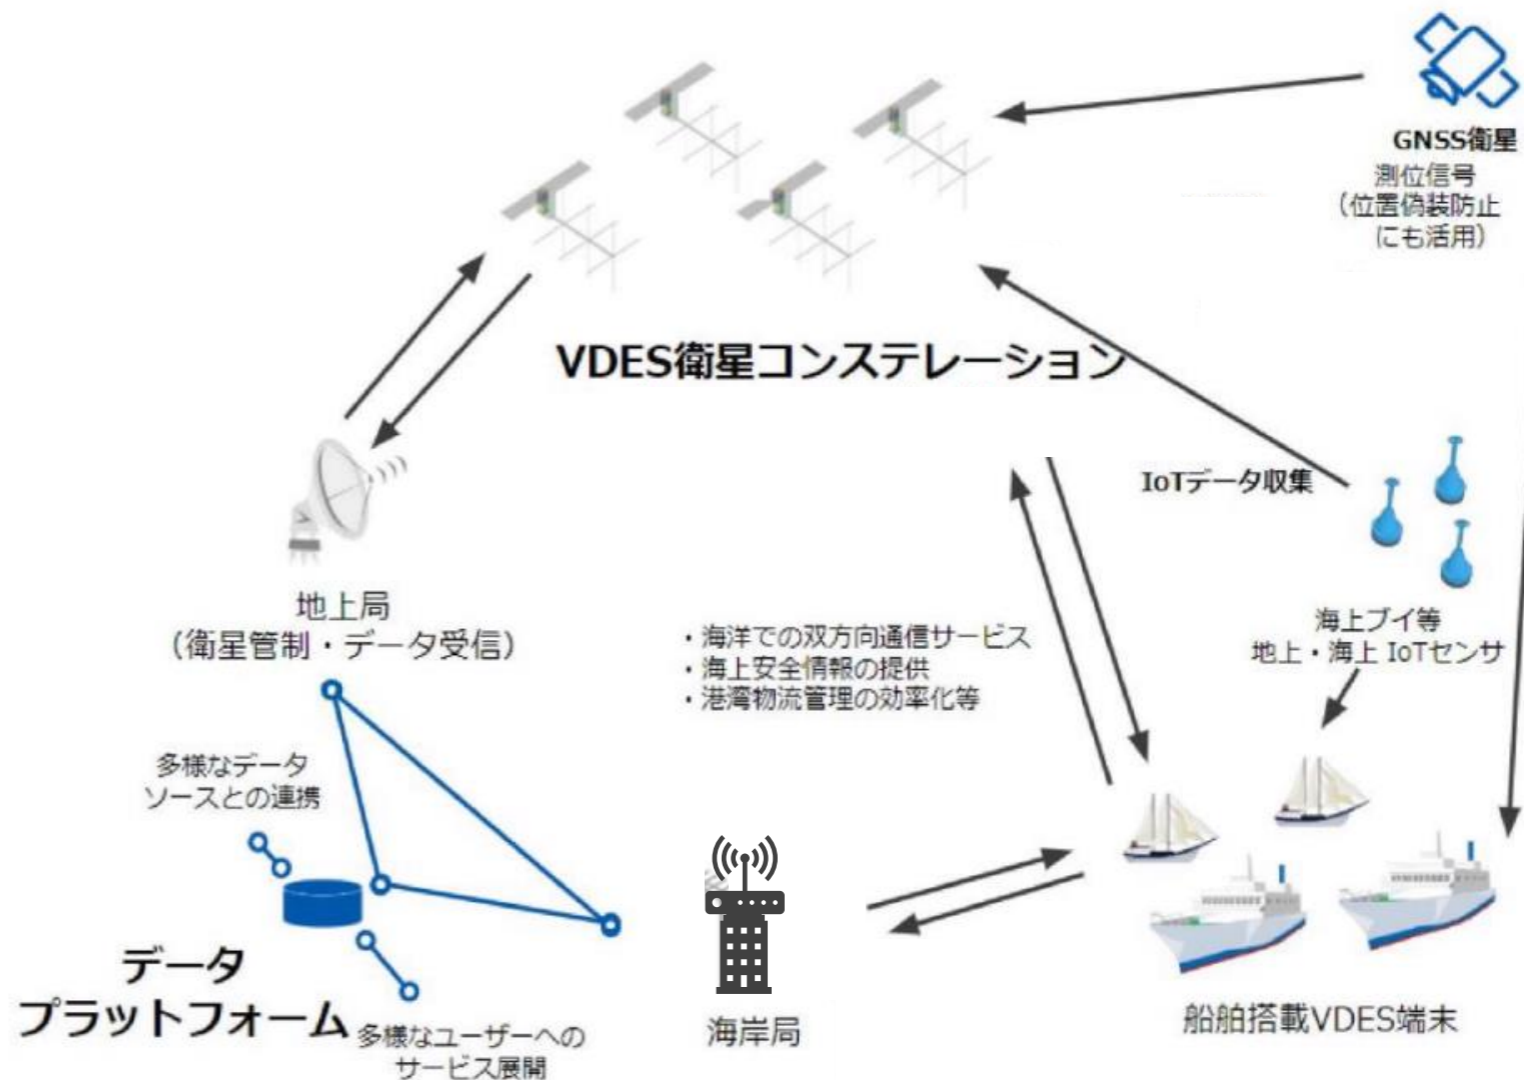 GNSS衛星
測位信号
（位置偽装防止
にも活用）
VDES衛星コンステレーション
IoTデータ収集
地上局
（衛星管制・データ受信）
・海洋での双方向通信サービス
・海上安全情報の提供
・港湾物流管理の効率化等
海上ブイ等
地上・海上 IoTセンサ
多様なデータ
ソースとの連携
データ
プラットフォーム
多様なユーザーへの
サービス展開
海岸局
船舶搭載VDES端末